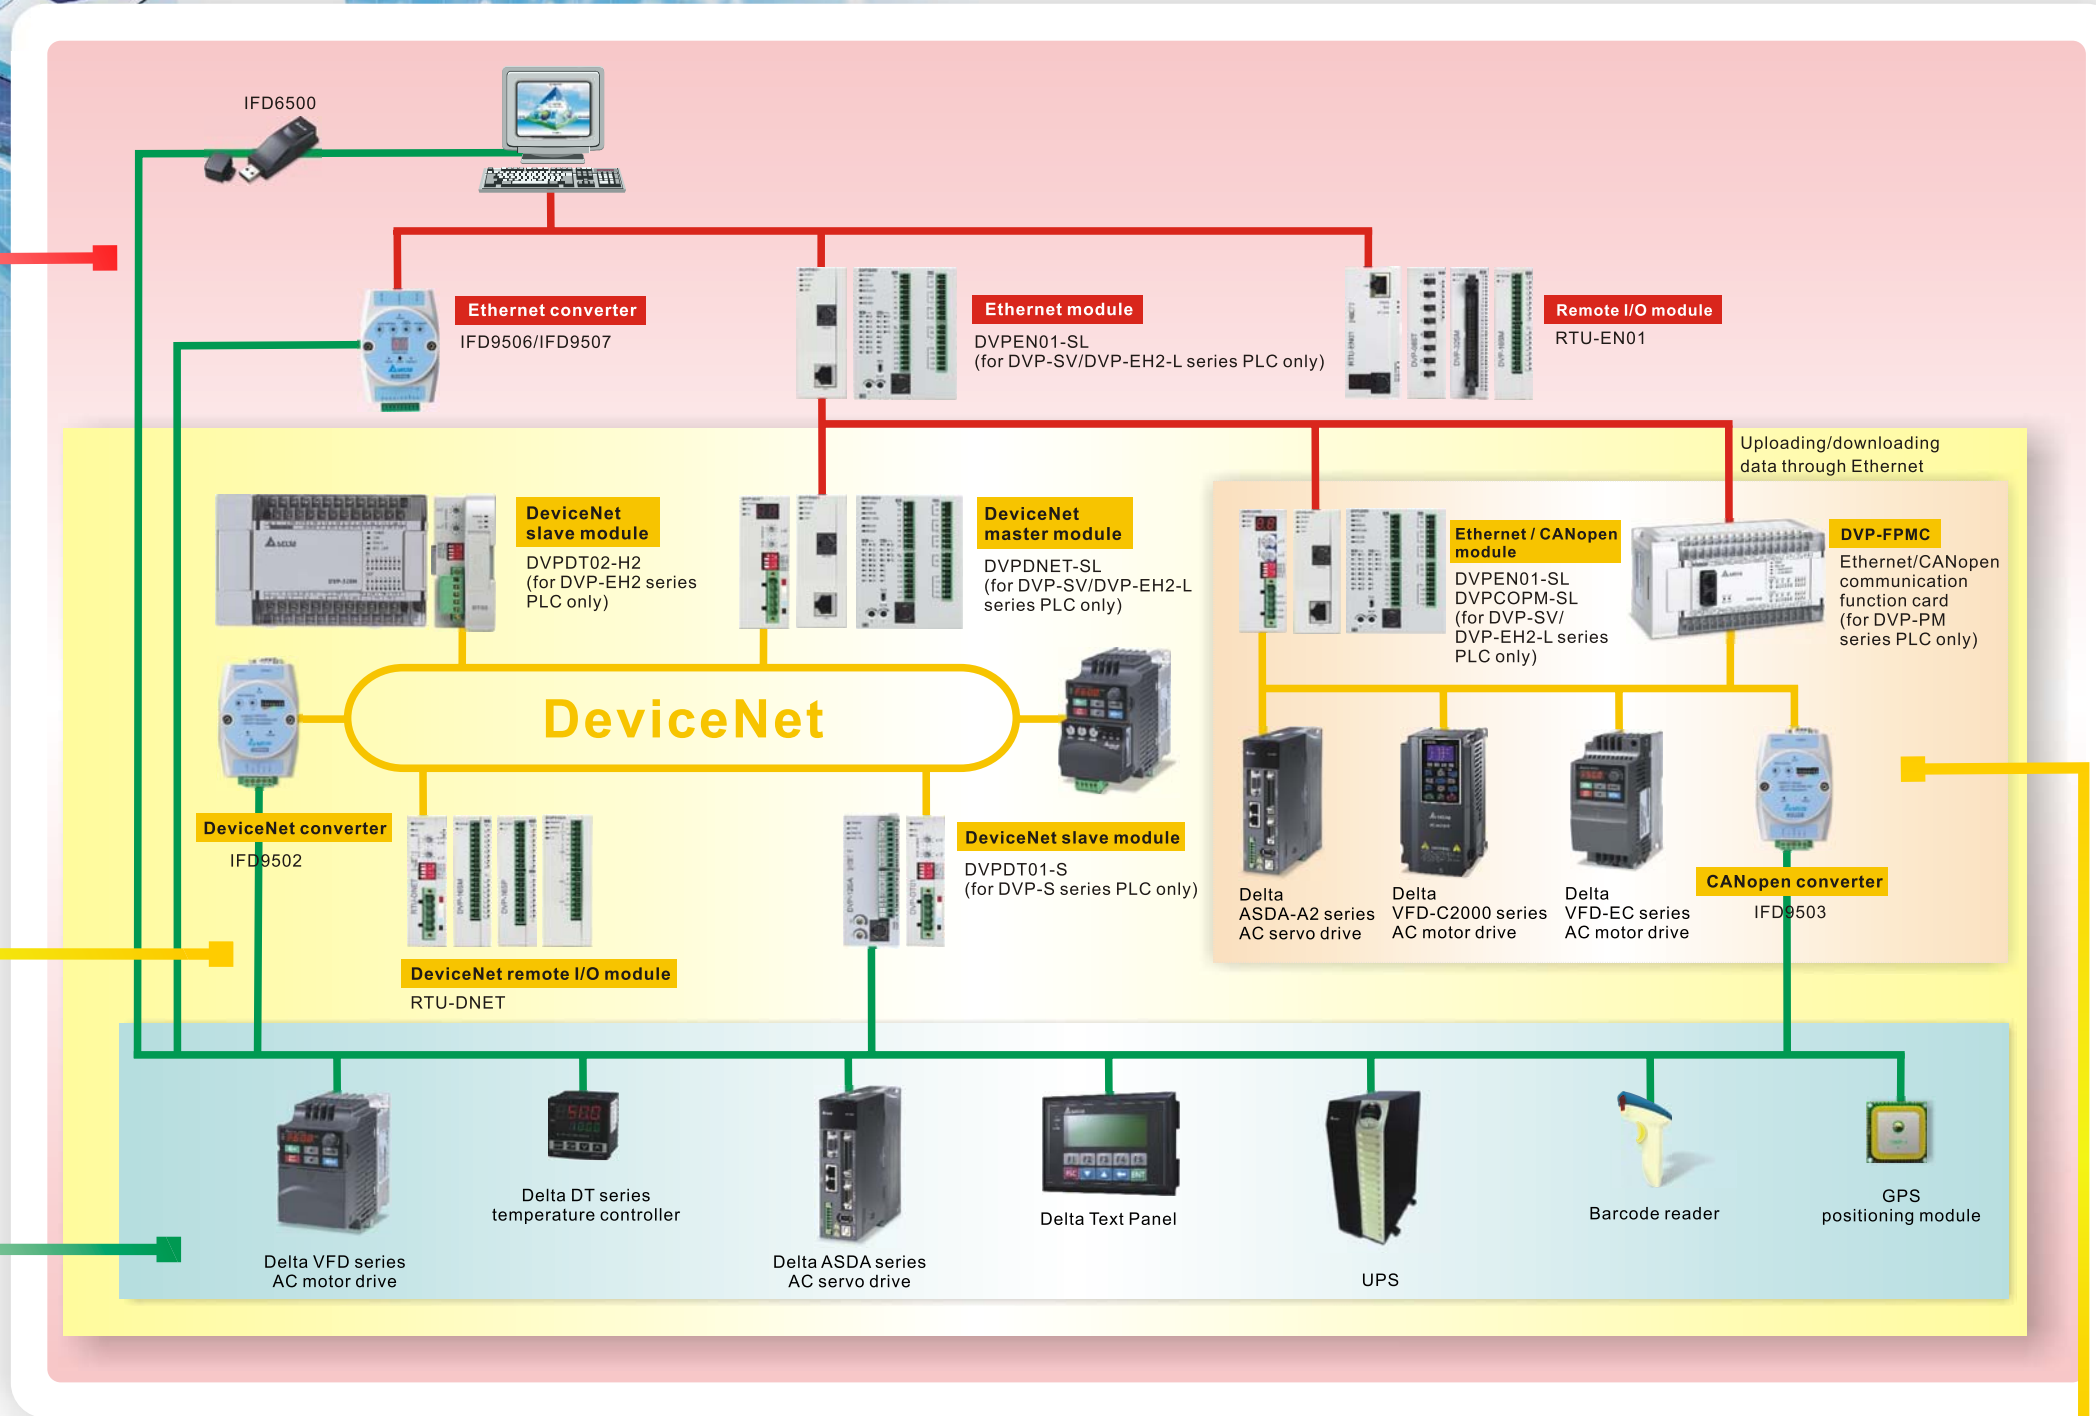 IFD6500
Ethernet converter
IFD9506/IFD9507
Ethernet module
DVPEN01-SL
(for DVP-SV/DVP-EH2-L series PLC only)
Remote I/O module
RTU-EN01
Uploading/downloading
data through Ethernet
DeviceNet
slave module
DVPDT02-H2
(for DVP-EH2 series
PLC only)
DeviceNet
master module
DVPDNET-SL
(for DVP-SV/DVP-EH2-L
series PLC only)
Ethernet / CANopen
module
DVPEN01-SL
DVPCOPM-SL
(for DVP-SV/
DVP-EH2-L series
PLC only)
DVP-FPMC
Ethernet/CANopen
communication
function card
(for DVP-PM
series PLC only)
DeviceNet
DeviceNet converter
IFD9502
DeviceNet remote I/O module
RTU-DNET
DeviceNet slave module
DVPDT01-S
(for DVP-S series PLC only)
Delta
ASDA-A2 series
AC servo drive
Delta
VFD-C2000 series
AC motor drive
Delta
VFD-EC series
AC motor drive
CANopen converter
IFD9503
Delta VFD series
AC motor drive
Delta DT series
temperature controller
Delta ASDA series
AC servo drive
Delta Text Panel
UPS
Barcode reader
GPS
positioning module